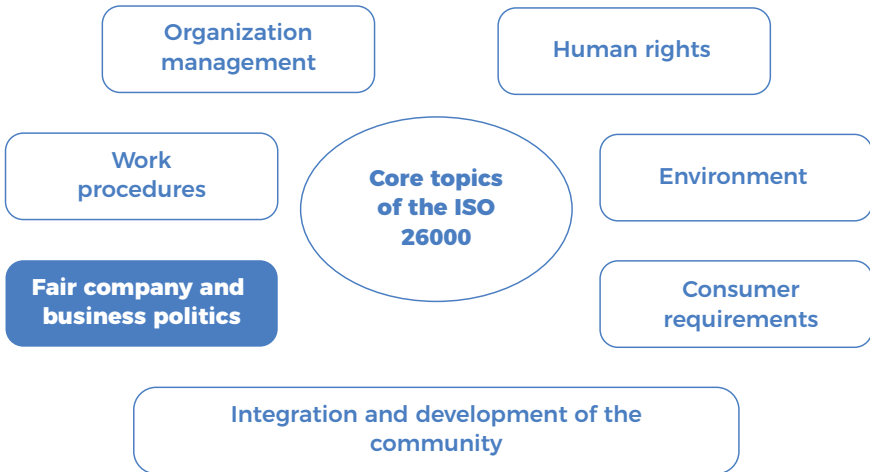 Organization
management
Human rights
Work
procedures
Core topics
of the ISO
26000
Environment
Fair company and
business politics
Consumer
requirements
Integration and development of the
community